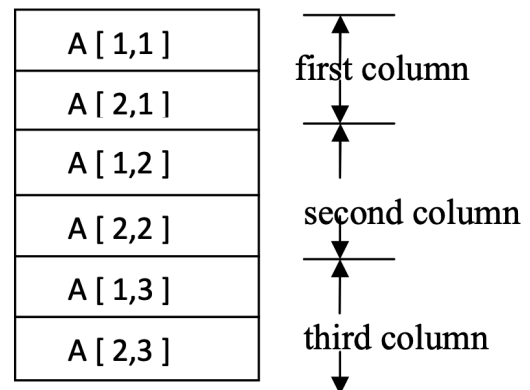 A [ 1,1 ]
first column
A [ 2,1 ]
A [ 1,2 ]
second column
A [ 2,2 ]
A [ 1,3 ]
third column
A [ 2,3 ]